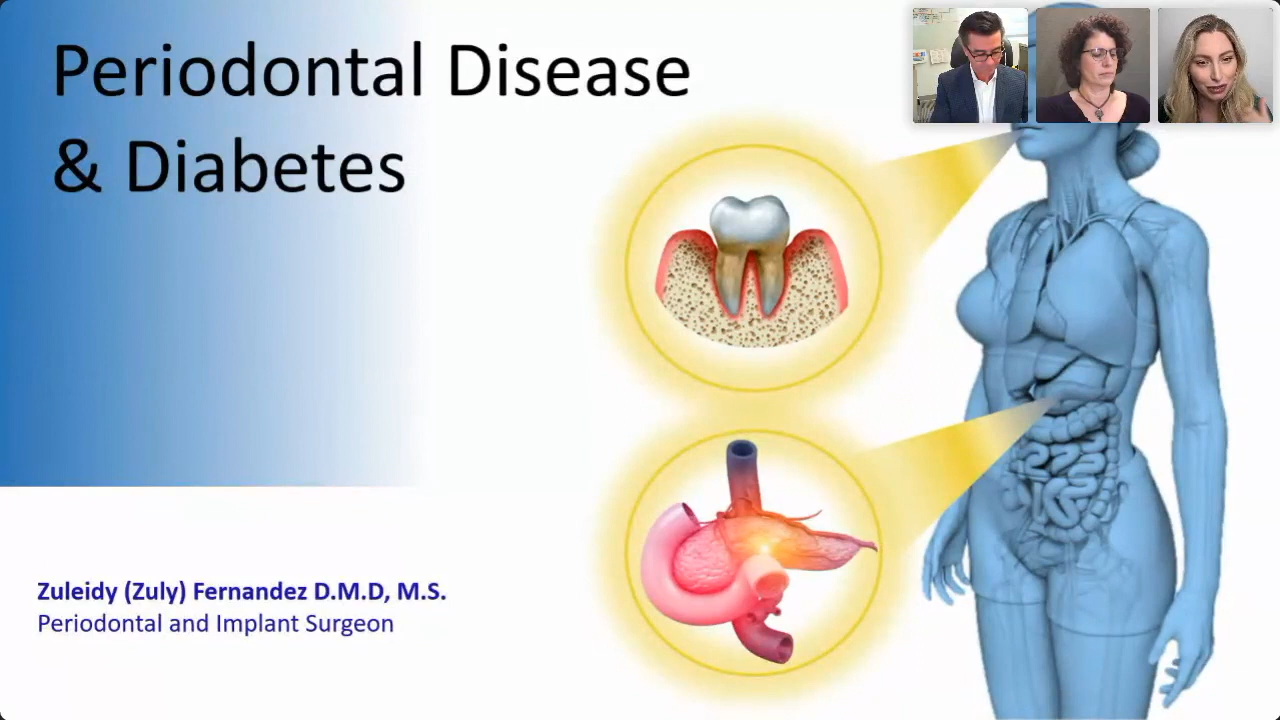 Periodontal Disease
& Diabetes
Zuleidy (Zuly) Fernandez D.M.D, M.S.
Periodontal and Implant Surgeon